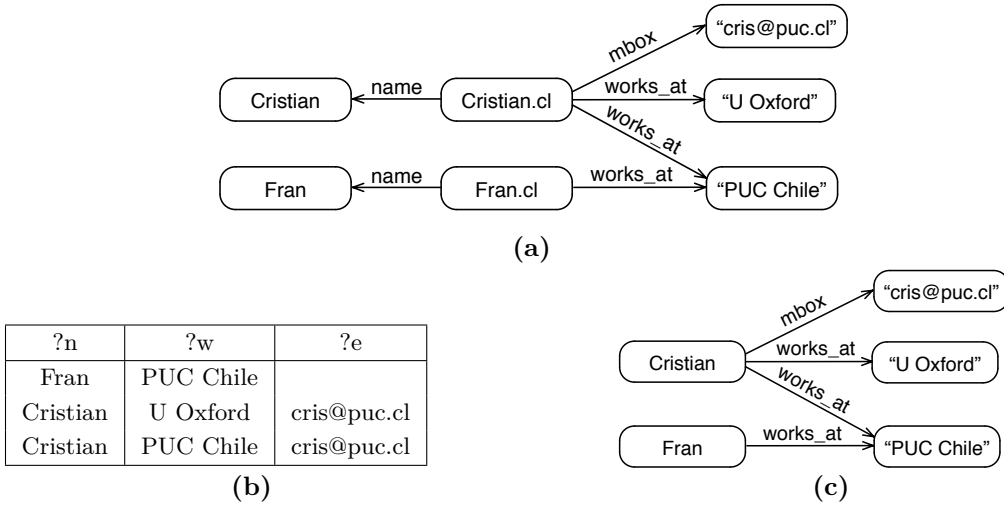 "cris@puc.cl"
mbox
Cristian
name
Cristian.cl
works_at
"U Oxford"
works_at
Fran
name
Fran.cl
works_at
"PUC Chile"
(a)
?n ?w ?e
Fran PUC Chile
Cristian U Oxford cris@puc.cl
Cristian PUC Chile cris@puc.cl
(b)
"cris@puc.cl"
mbox
Cristian
works_at
"U Oxford"
works_at
Fran
works_at
"PUC Chile"
(c)